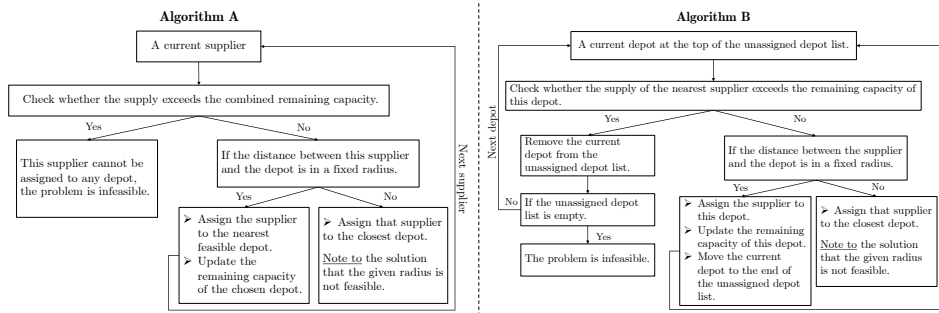 Algorithm A
A current supplier
Check whether the supply exceeds the combined remaining capacity.
Yes
No
This supplier cannot be
assigned to any depot,
the problem is infeasible.
If the distance between this supplier
and the depot is in a fixed radius.
Yes
No
➢ Assign the supplier
to the nearest
feasible depot.
➢ Update the
remaining capacity
of the chosen depot.
➢ Assign that supplier
to the closest depot.
Note to the solution
that the given radius is
not feasible.
Next supplier
Algorithm B
A current depot at the top of the unassigned depot list.
Check whether the supply of the nearest supplier exceeds the remaining capacity of
this depot.
Next depot
Yes
No
Remove the current
depot from the
unassigned depot list.
No
If the unassigned depot
list is empty.
Yes
The problem is infeasible.
If the distance between the supplier
and the depot is in a fixed radius.
Yes
No
➢ Assign the supplier to
this depot.
➢ Update the remaining
capacity of this depot.
➢ Move the current
depot to the end of
the unassigned depot
list.
➢ Assign that supplier
to the closest depot.
Note to the solution
that the given radius is
not feasible.